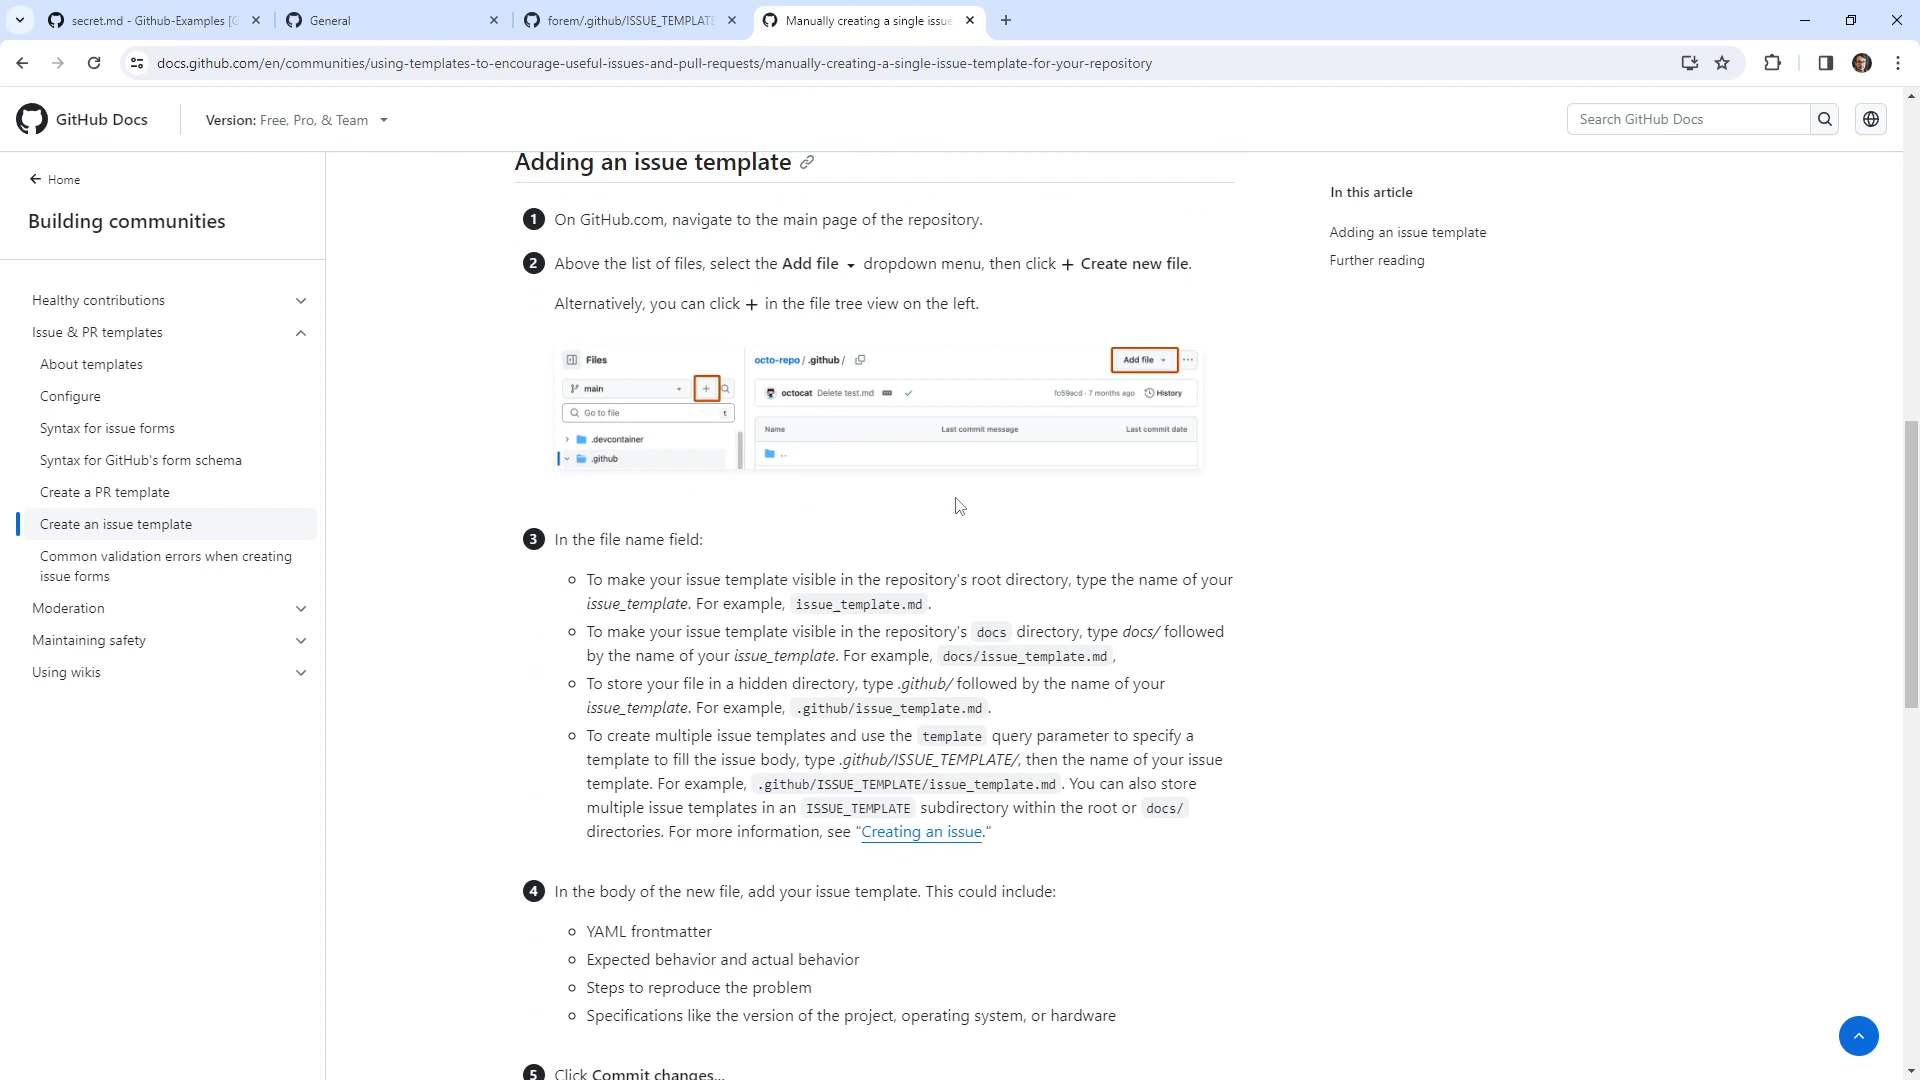 secret.md - Github-Examples [G
General
forem/.github/ISSUE_TEMPLATE
Manually creating a single issue
docs.github.com/en/communities/using-templates-to-encourage-useful-issues-and-pull-requests/manually-creating-a-single-issue-template-for-your-repository
GitHub Docs
Version: Free, Pro, & Team
Search GitHub Docs
Home
Building communities
Healthy contributions
Issue & PR templates
About templates
Configure
Syntax for issue forms
Syntax for GitHub's form schema
Create a PR template
Create an issue template
Common validation errors when creating
issue forms
Moderation
Maintaining safety
Using wikis
Adding an issue template
1 On GitHub.com, navigate to the main page of the repository.
2 Above the list of files, select the Add file dropdown menu, then click + Create new file.
Alternatively, you can click + in the file tree view on the left.
Files
main
Go to file t
.devcontainer
.github
octo-repo / .github /
Add file
octocat Delete test.md
fc59acd · 7 months ago History
Name Last commit message Last commit date
..
3 In the file name field:
To make your issue template visible in the repository's root directory, type the name of your
issue_template. For example, issue_template.md.
To make your issue template visible in the repository's docs directory, type docs/ followed
by the name of your issue_template. For example, docs/issue_template.md,
To store your file in a hidden directory, type .github/ followed by the name of your
issue_template. For example, .github/issue_template.md.
To create multiple issue templates and use the template query parameter to specify a
template to fill the issue body, type .github/ISSUE_TEMPLATE/, then the name of your issue
template. For example, .github/ISSUE_TEMPLATE/issue_template.md. You can also store
multiple issue templates in an ISSUE_TEMPLATE subdirectory within the root or docs/
directories. For more information, see "Creating an issue."
4 In the body of the new file, add your issue template. This could include:
YAML frontmatter
Expected behavior and actual behavior
Steps to reproduce the problem
Specifications like the version of the project, operating system, or hardware
5 Click Commit changes...
In this article
Adding an issue template
Further reading